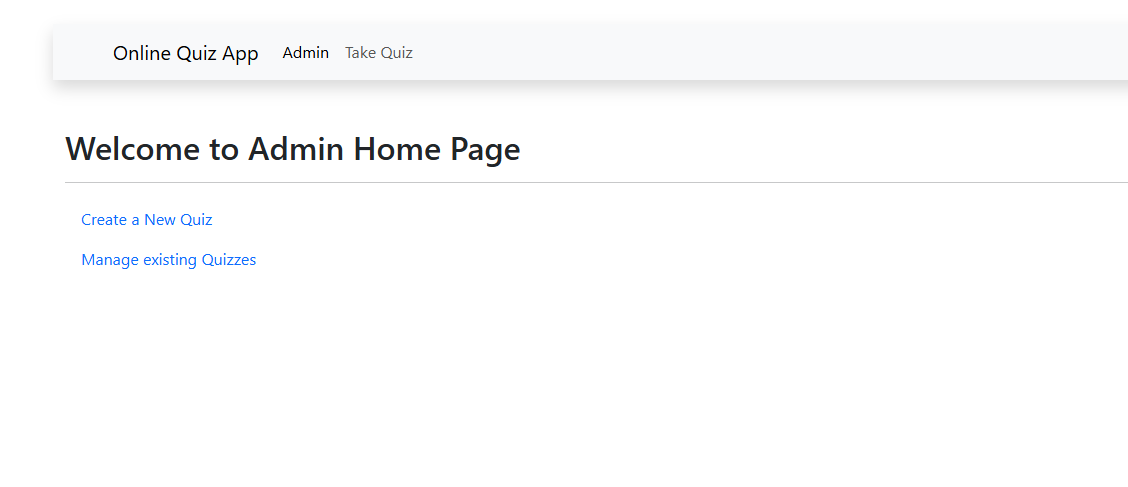 Online Quiz App Admin Take Quiz
Welcome to Admin Home Page
Create a New Quiz
Manage existing Quizzes